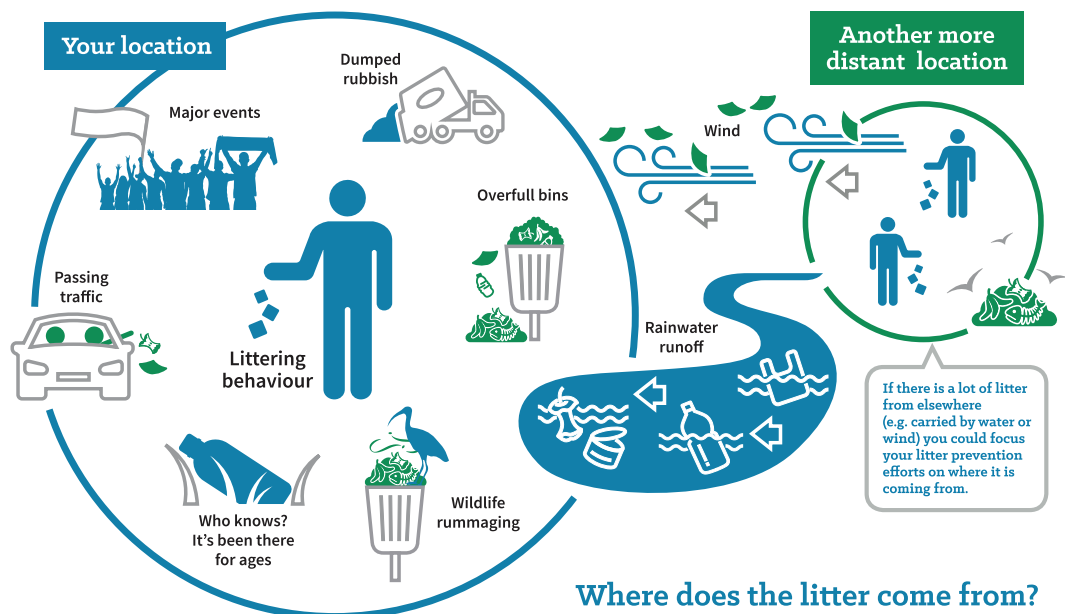 Your location
Major events
Dumped
rubbish
Overfull bins
Passing
traffic
Littering
behaviour
Who knows?
It's been there
for ages
Wildlife
rummaging
Rainwater
runoff
Wind
Another more
distant location
If there is a lot of litter
from elsewhere
(e.g. carried by water or
wind) you could focus
your litter prevention
efforts on where it is
coming from.
Where does the litter come from?